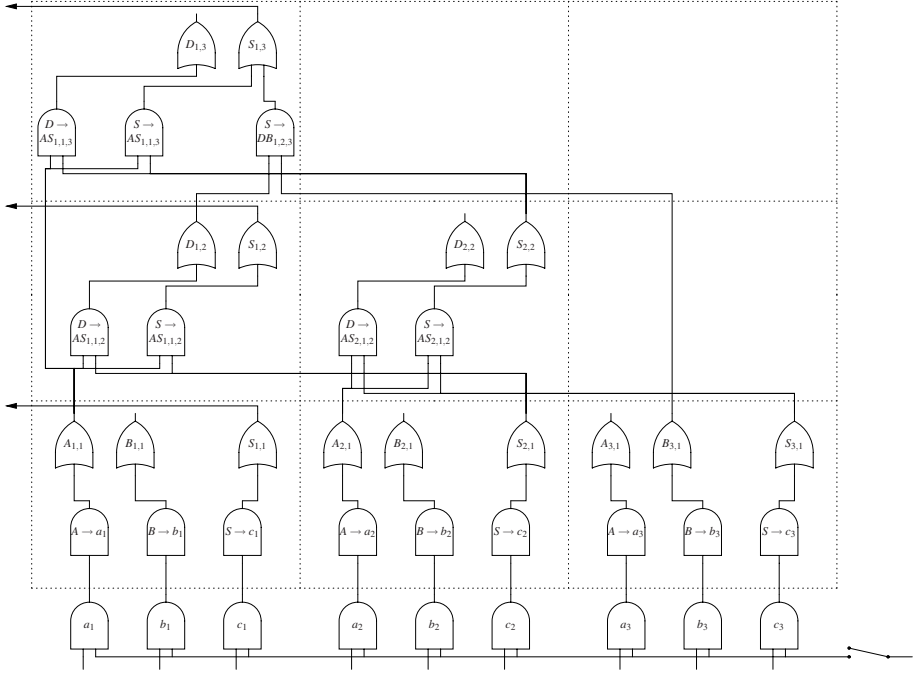 D₁,₃ S₁,₃
D → S → S →
AS₁,₁,₃ AS₁,₁,₃ DB₁,₂,₃
D₁,₂ S₁,₂ D₂,₂ S₂,₂
D → S → D → S →
AS₁,₁,₂ AS₁,₁,₂ AS₂,₁,₂ AS₂,₁,₂
A₁,₁ B₁,₁ S₁,₁ A₂,₁ B₂,₁ S₂,₁ A₃,₁ B₃,₁ S₃,₁
A → a₁ B → b₁ S → c₁ A → a₂ B → b₂ S → c₂ A → a₃ B → b₃ S → c₃
a₁ b₁ c₁ a₂ b₂ c₂ a₃ b₃ c₃